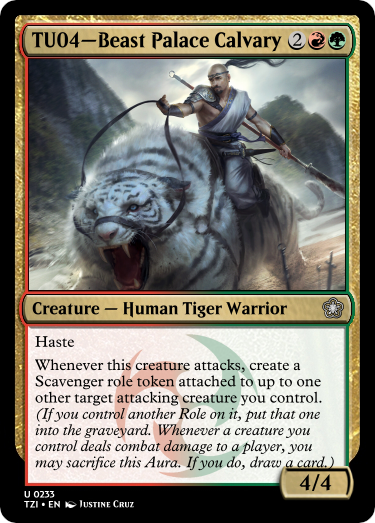 TU04—Beast Palace Calvary 2
Creature — Human Tiger Warrior
Haste
Whenever this creature attacks, create a
Scavenger role token attached to up to one
other target attacking creature you control.
(If you control another Role on it, put that one
into the graveyard. Whenever a creature you
control deals combat damage to a player, you
may sacrifice this Aura. If you do, draw a card.)
4/4
U 0233
TZI • EN JUSTINE CRUZ